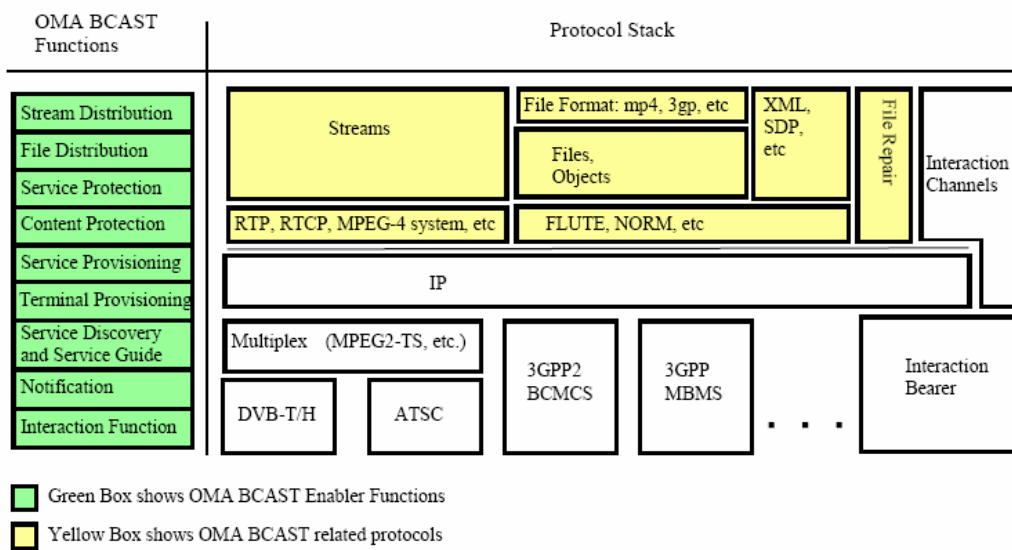 OMA BCAST
Functions
Protocol Stack
Stream Distribution
File Distribution
Service Protection
Content Protection
Service Provisioning
Terminal Provisioning
Service Discovery
and Service Guide
Notification
Interaction Function
Streams
File Format: mp4, 3gp, etc
Files,
Objects
XML,
SDP,
etc
File Repair
Interaction
Channels
RTP, RTCP, MPEG-4 system, etc
FLUTE, NORM, etc
IP
Multiplex (MPEG2-TS, etc.)
DVB-T/H
ATSC
3GPP2
BCMCS
3GPP
MBMS
. . .
Interaction
Bearer
Green Box shows OMA BCAST Enabler Functions
Yellow Box shows OMA BCAST related protocols